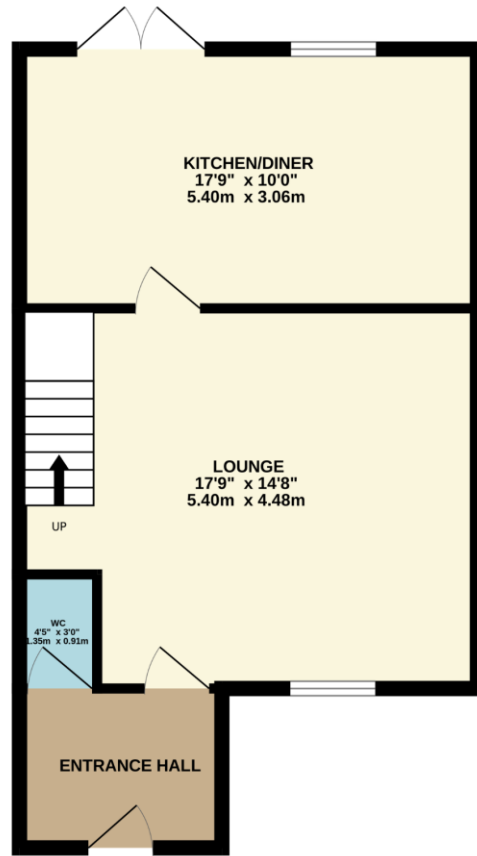 KITCHEN/DINER
17'9" x 10'0"
5.40m x 3.06m
LOUNGE
17'9" x 14'8"
5.40m x 4.48m
UP
WC
4'5" x 3'0"
1.35m x 0.91m
ENTRANCE HALL